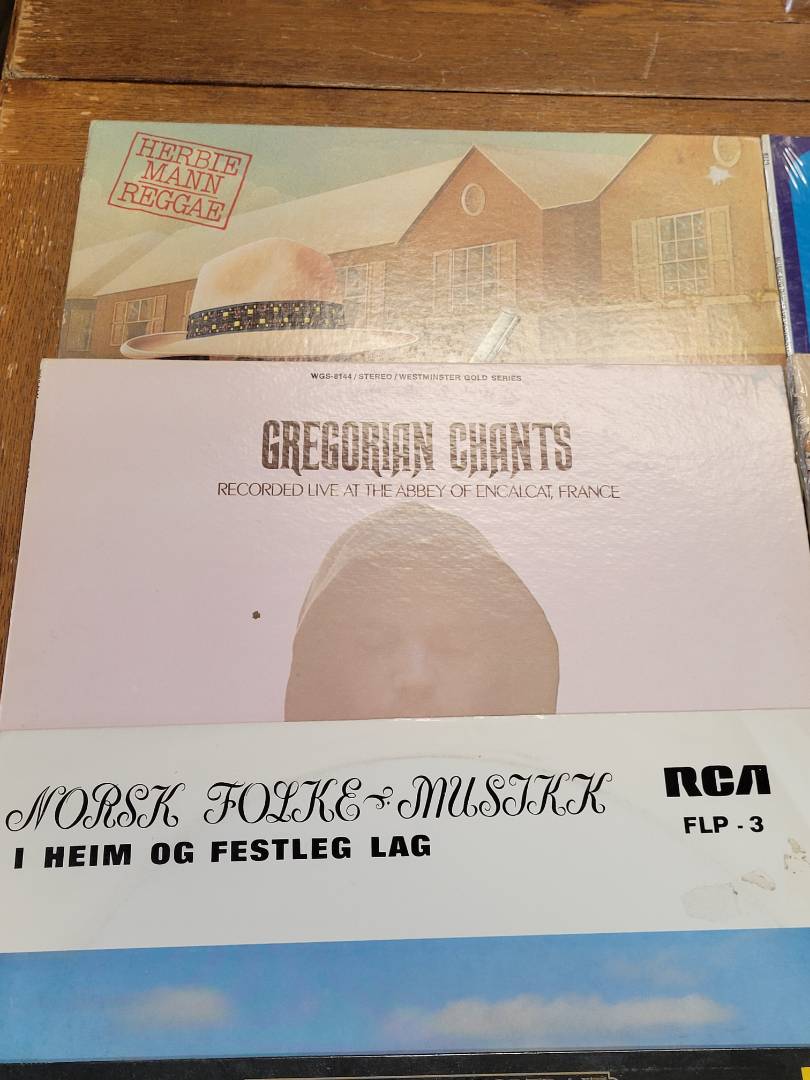 HERBIE
MANN
REGGAE
WGS-8144 / STEREO / WESTMINSTER GOLD SERIES
GREGORIAN CHANTS
RECORDED LIVE AT THE ABBEY OF ENCALCAT, FRANCE
NORSK FOLKE-MUSIKK
I HEIM OG FESTLEG LAG
RCA
FLP - 3